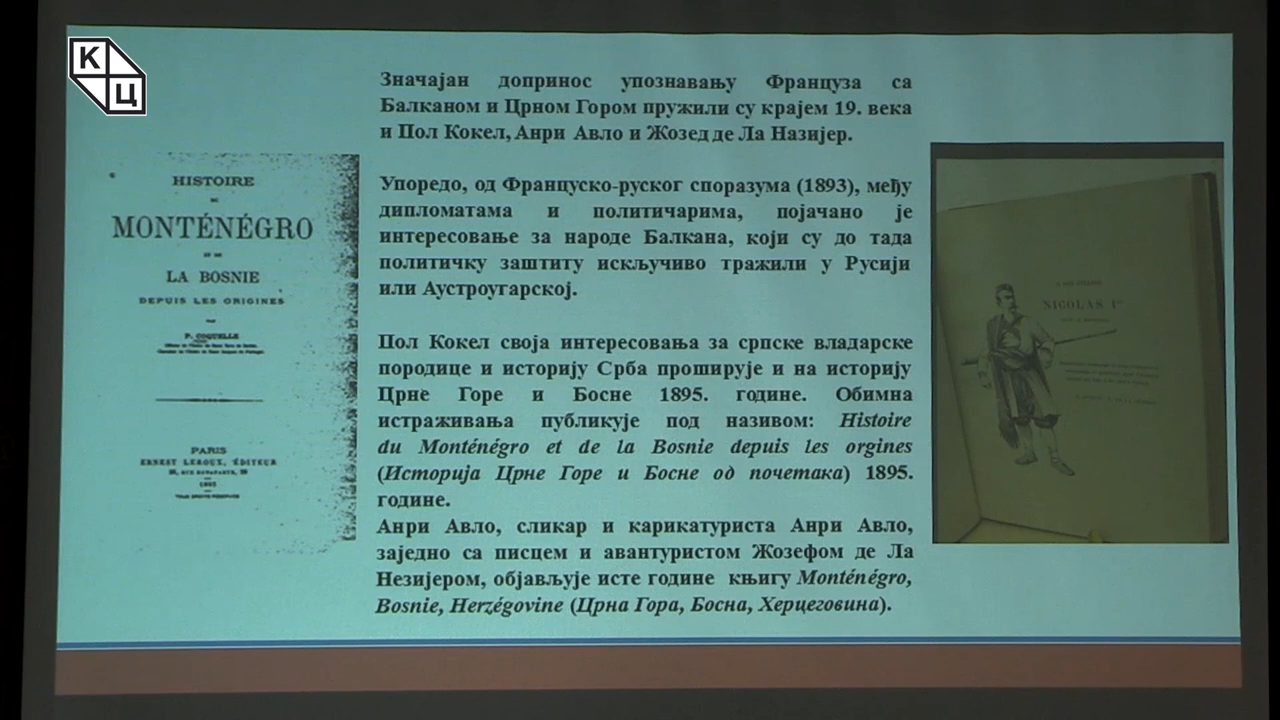 К
Ц
Значајан допринос упознавању Француза са
Балканом и Црном Гором пружили су крајем 19. века
и Пол Кокел, Анри Авло и Жозед де Ла Назијер.
Упоредо, од Француско-руског споразума (1893), међу
дипломатама и политичарима, појачано је
интересовање за народе Балкана, који су до тада
политичку заштиту искључиво тражили у Русији
или Аустроугарској.
Пол Кокел своја интересовања за српске владарске
породице и историју Срба проширује и на историју
Црне Горе и Босне 1895. године. Обимна
истраживања публикује под називом: Histoire
du Monténégro et de la Bosnie depuis les orgines
(Историја Црне Горе и Босне од почетака) 1895.
године.
Анри Авло, сликар и карикатуриста Анри Авло,
заједно са писцем и авантуристом Жозефом де Ла
Незијером, објављује исте године књигу Monténégro,
Bosnie, Herzégovine (Црна Гора, Босна, Херцеговина).
HISTOIRE
MONTÉNÉGRO
LA BOSNIE
DEPUIS LES ORIGINES
P. COQUELLE
PARIS
ERNEST LEROUX, ÉDITEUR
1895
NICOLAS Iᵉʳ